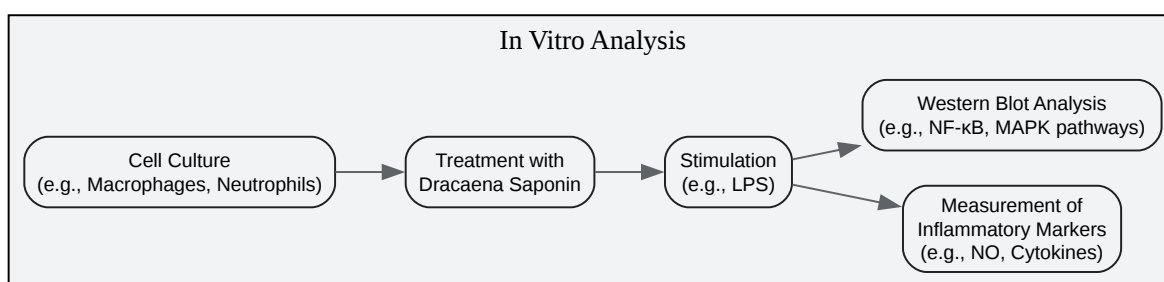 In Vitro Analysis
Cell Culture
(e.g., Macrophages, Neutrophils)
Treatment with
Dracaena Saponin
Stimulation
(e.g., LPS)
Western Blot Analysis
(e.g., NF-κB, MAPK pathways)
Measurement of
Inflammatory Markers
(e.g., NO, Cytokines)